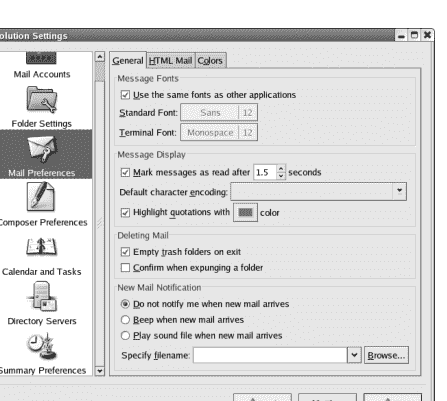 olution Settings
Mail Accounts
Folder Settings
Mail Preferences
Composer Preferences
Calendar and Tasks
Directory Servers
Summary Preferences
General HTML Mail Colors
Message Fonts
Use the same fonts as other applications
Standard Font: Sans 12
Terminal Font: Monospace 12
Message Display
Mark messages as read after 1.5 seconds
Default character encoding:
Highlight quotations with color
Deleting Mail
Empty trash folders on exit
Confirm when expunging a folder
New Mail Notification
Do not notify me when new mail arrives
Beep when new mail arrives
Play sound file when new mail arrives
Specify filename: Browse...